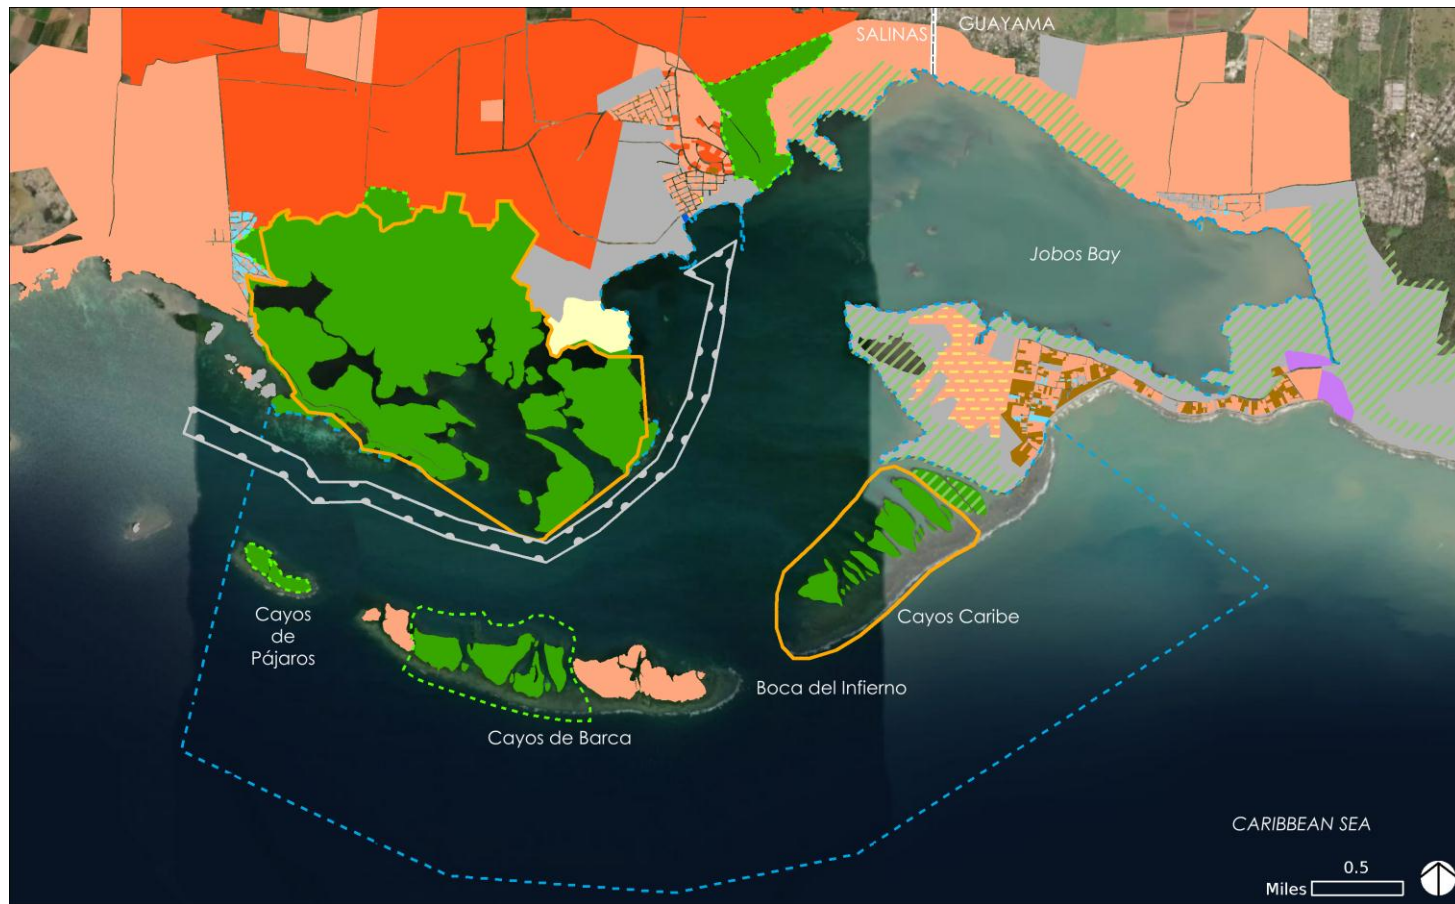 GUAYAMA
SALINAS
Jobos Bay
Cayos
de
Pájaros
Cayos Caribe
Boca del Infierno
Cayos de Barca
CARIBBEAN SEA
0.5
Miles